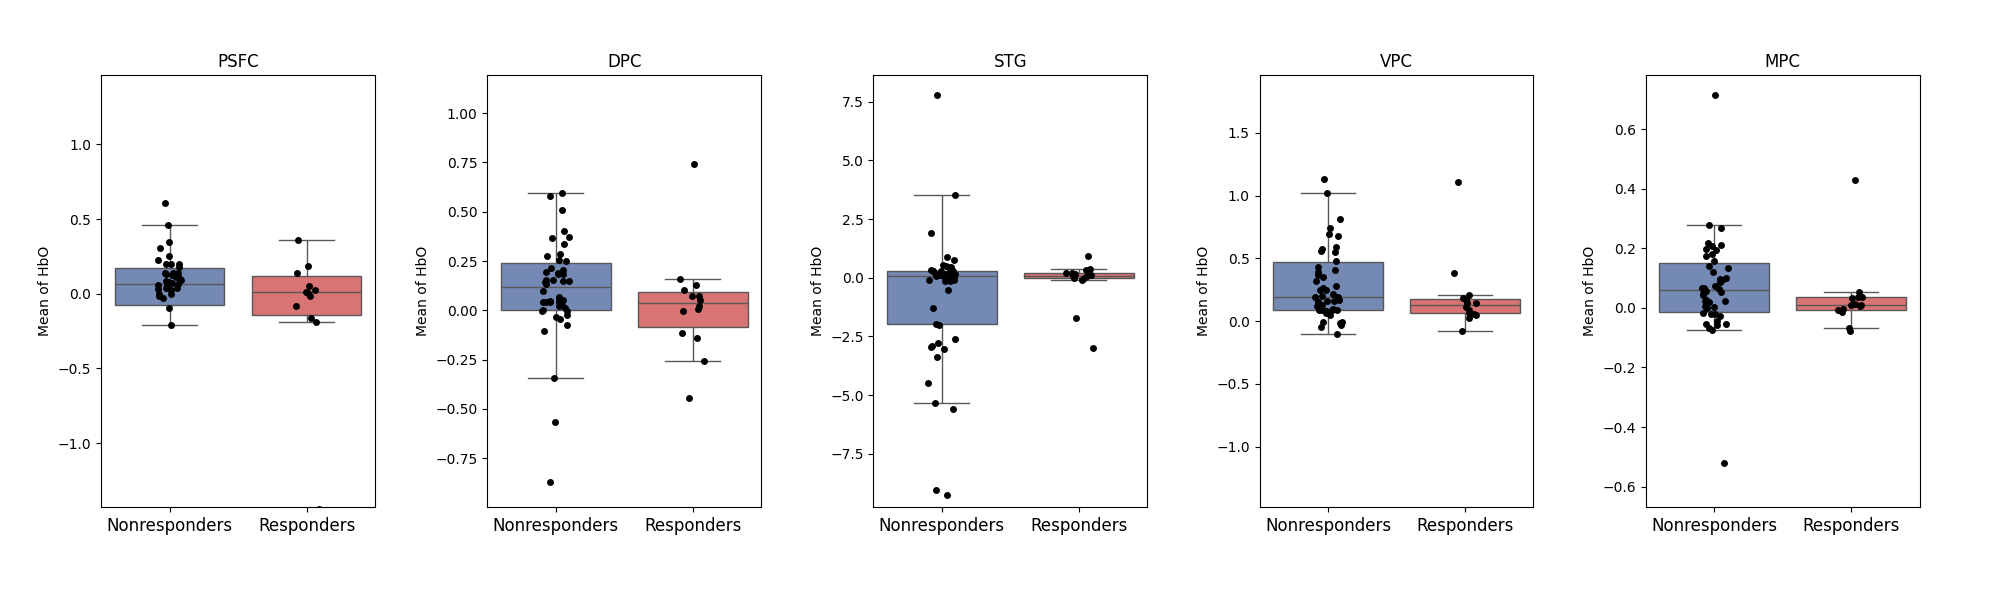 PSFC
DPC
STG
VPC
MPC
Mean of HbO
1.0
0.5
0.0
−0.5
−1.0
Nonresponders
Responders
Mean of HbO
1.00
0.75
0.50
0.25
0.00
−0.25
−0.50
−0.75
Nonresponders
Responders
Mean of HbO
7.5
5.0
2.5
0.0
−2.5
−5.0
−7.5
Nonresponders
Responders
Mean of HbO
1.5
1.0
0.5
0.0
−0.5
−1.0
Nonresponders
Responders
Mean of HbO
0.6
0.4
0.2
0.0
−0.2
−0.4
−0.6
Nonresponders
Responders